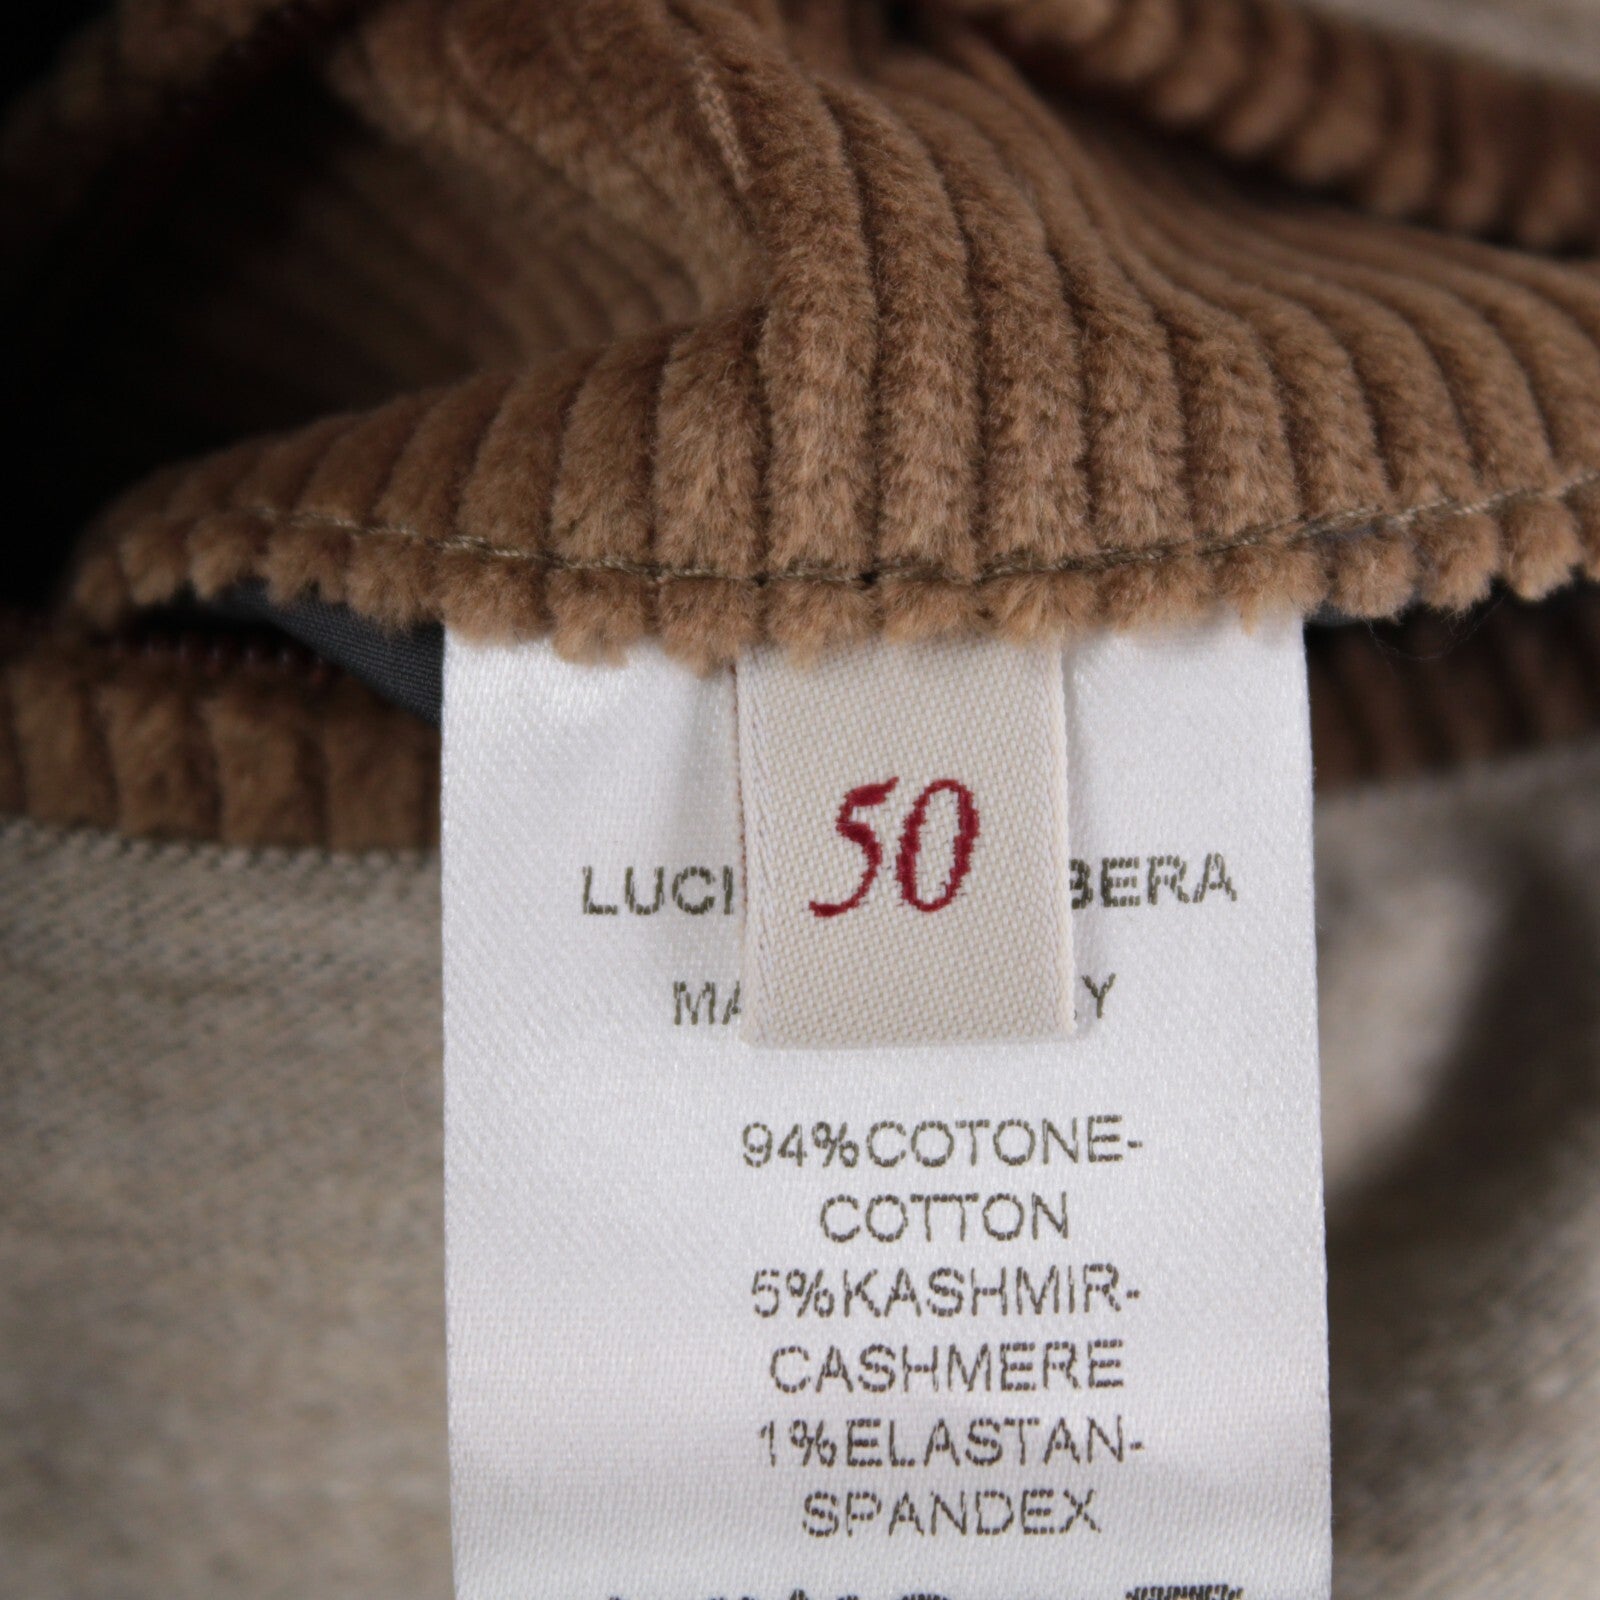 50
94%COTONE-
COTTON
5%KASHMIR-
CASHMERE
1%ELASTAN-
SPANDEX